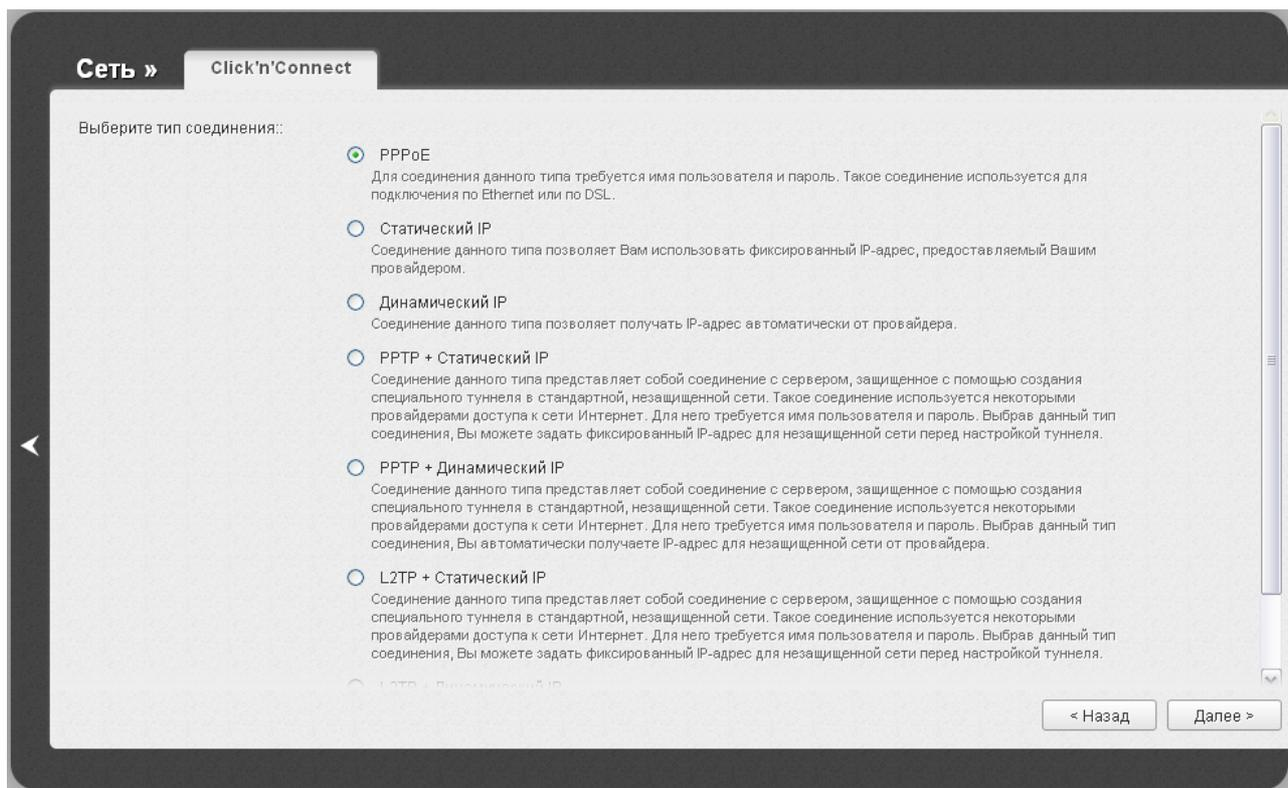 Сеть »
Click'n'Connect
Выберите тип соединения::
PPPoE
Для соединения данного типа требуется имя пользователя и пароль. Такое соединение используется для
подключения по Ethernet или по DSL.
Статический IP
Соединение данного типа позволяет Вам использовать фиксированный IP-адрес, предоставляемый Вашим
провайдером.
Динамический IP
Соединение данного типа позволяет получать IP-адрес автоматически от провайдера.
PPTP + Статический IP
Соединение данного типа представляет собой соединение с сервером, защищенное с помощью создания
специального туннеля в стандартной, незащищенной сети. Такое соединение используется некоторыми
провайдерами доступа к сети Интернет. Для него требуется имя пользователя и пароль. Выбрав данный тип
соединения, Вы можете задать фиксированный IP-адрес для незащищенной сети перед настройкой туннеля.
PPTP + Динамический IP
Соединение данного типа представляет собой соединение с сервером, защищенное с помощью создания
специального туннеля в стандартной, незащищенной сети. Такое соединение используется некоторыми
провайдерами доступа к сети Интернет. Для него требуется имя пользователя и пароль. Выбрав данный тип
соединения, Вы автоматически получаете IP-адрес для незащищенной сети от провайдера.
L2TP + Статический IP
Соединение данного типа представляет собой соединение с сервером, защищенное с помощью создания
специального туннеля в стандартной, незащищенной сети. Такое соединение используется некоторыми
провайдерами доступа к сети Интернет. Для него требуется имя пользователя и пароль. Выбрав данный тип
соединения, Вы можете задать фиксированный IP-адрес для незащищенной сети перед настройкой туннеля.
L2TP + Динамический IP
< Назад
Далее >